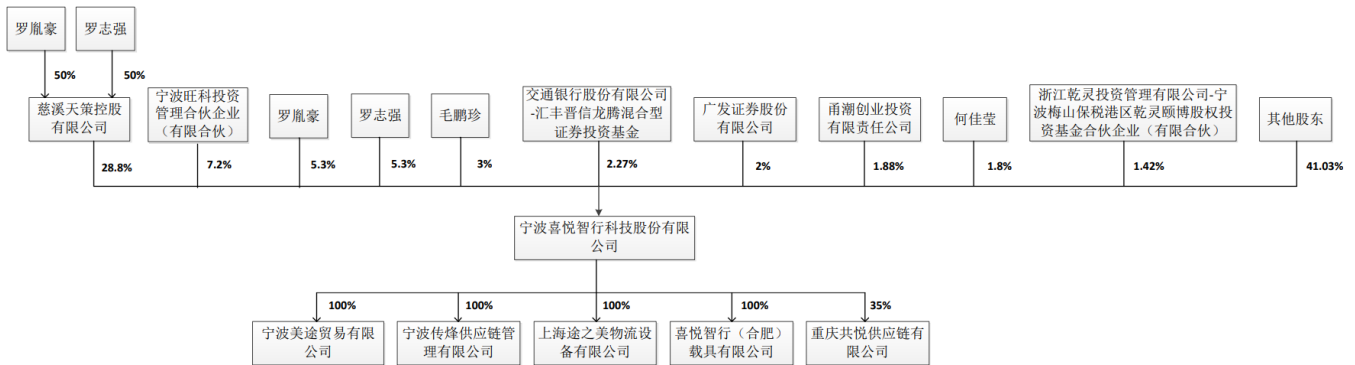 罗胤豪
罗志强
50%
50%
慈溪天策控股
有限公司
宁波旺科投资
管理合伙企业
（有限合伙）
罗胤豪
罗志强
毛鹏珍
交通银行股份有限公司
-汇丰晋信龙腾混合型
证券投资基金
广发证券股份
有限公司
甬潮创业投资
有限责任公司
何佳莹
浙江乾灵投资管理有限公司-宁
波梅山保税港区乾灵颐博股权投
资基金合伙企业（有限合伙）
其他股东
28.8%
7.2%
5.3%
5.3%
3%
2.27%
2%
1.88%
1.8%
1.42%
41.03%
宁波喜悦智行科技股份有限
公司
100%
100%
100%
100%
35%
宁波美途贸易有限
公司
宁波传烽供应链管
理有限公司
上海途之美物流设
备有限公司
喜悦智行（合肥）
载具有限公司
重庆共悦供应链有
限公司